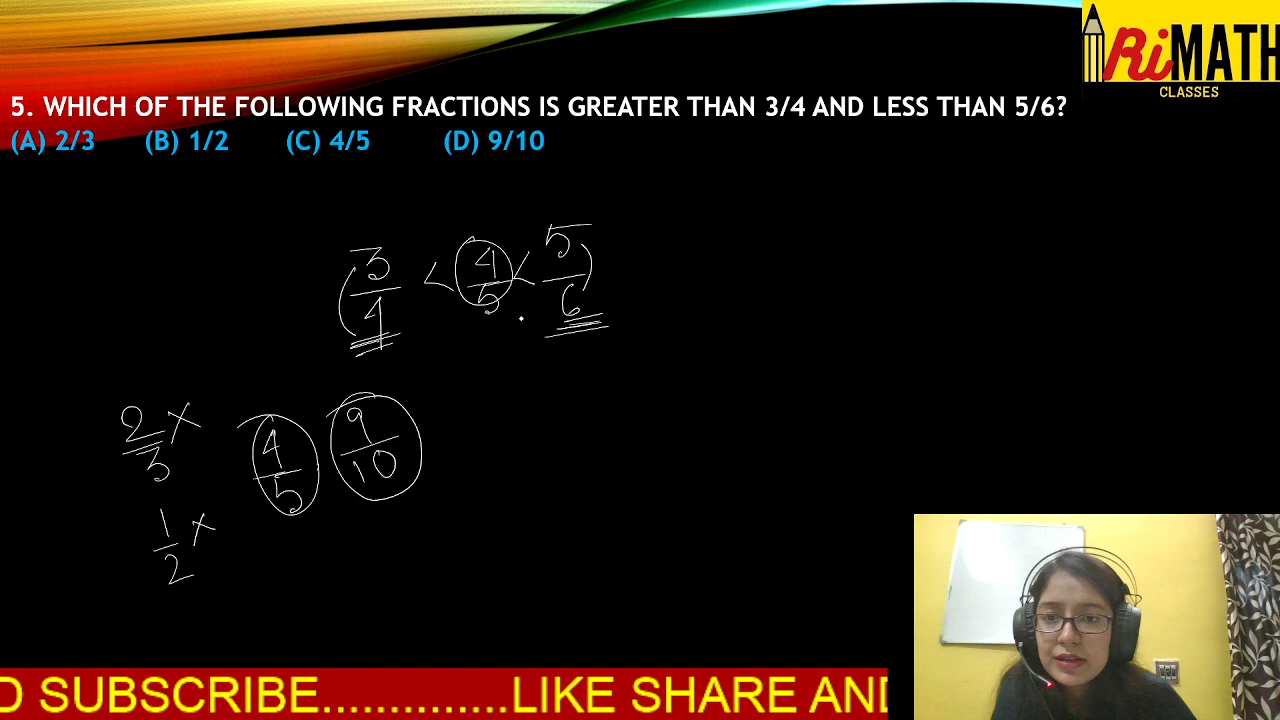 RiMATH
CLASSES
5. WHICH OF THE FOLLOWING FRACTIONS IS GREATER THAN 3/4 AND LESS THAN 5/6?
(A) 2/3 (B) 1/2 (C) 4/5 (D) 9/10
3/4 < 4/5 < 5/6
2/3 × 4/5 9/10
1/2 ×
D SUBSCRIBE..............LIKE SHARE AND